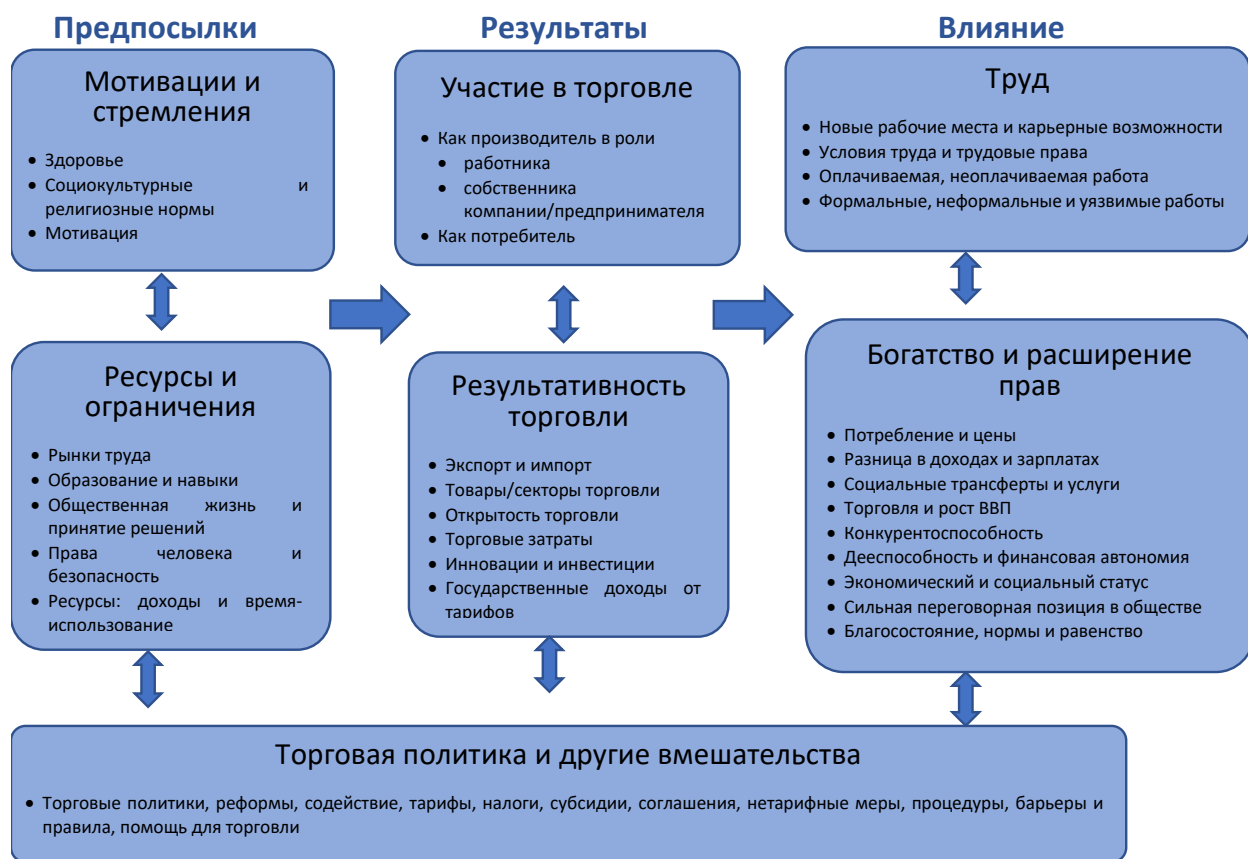 Предпосылки
Результаты
Влияние
Мотивации и
стремления
• Здоровье
• Социокультурные и
религиозные нормы
• Мотивация
Участие в торговле
• Как производитель в роли
• работника
• собственника
компании/предпринимателя
• Как потребитель
Труд
• Новые рабочие места и карьерные возможности
• Условия труда и трудовые права
• Оплачиваемая, неоплачиваемая работа
• Формальные, неформальные и уязвимые работы
Ресурсы и
ограничения
• Рынки труда
• Образование и навыки
• Общественная жизнь и
принятие решений
• Права человека и
безопасность
• Ресурсы: доходы и время-
использование
Результативность
торговли
• Экспорт и импорт
• Товары/секторы торговли
• Открытость торговли
• Торговые затраты
• Инновации и инвестиции
• Государственные доходы от
тарифов
Богатство и расширение
прав
• Потребление и цены
• Разница в доходах и зарплатах
• Социальные трансферты и услуги
• Торговля и рост ВВП
• Конкурентоспособность
• Дееспособность и финансовая автономия
• Экономический и социальный статус
• Сильная переговорная позиция в обществе
• Благосостояние, нормы и равенство
Торговая политика и другие вмешательства
• Торговые политики, реформы, содействие, тарифы, налоги, субсидии, соглашения, нетарифные меры, процедуры, барьеры и
правила, помощь для торговли